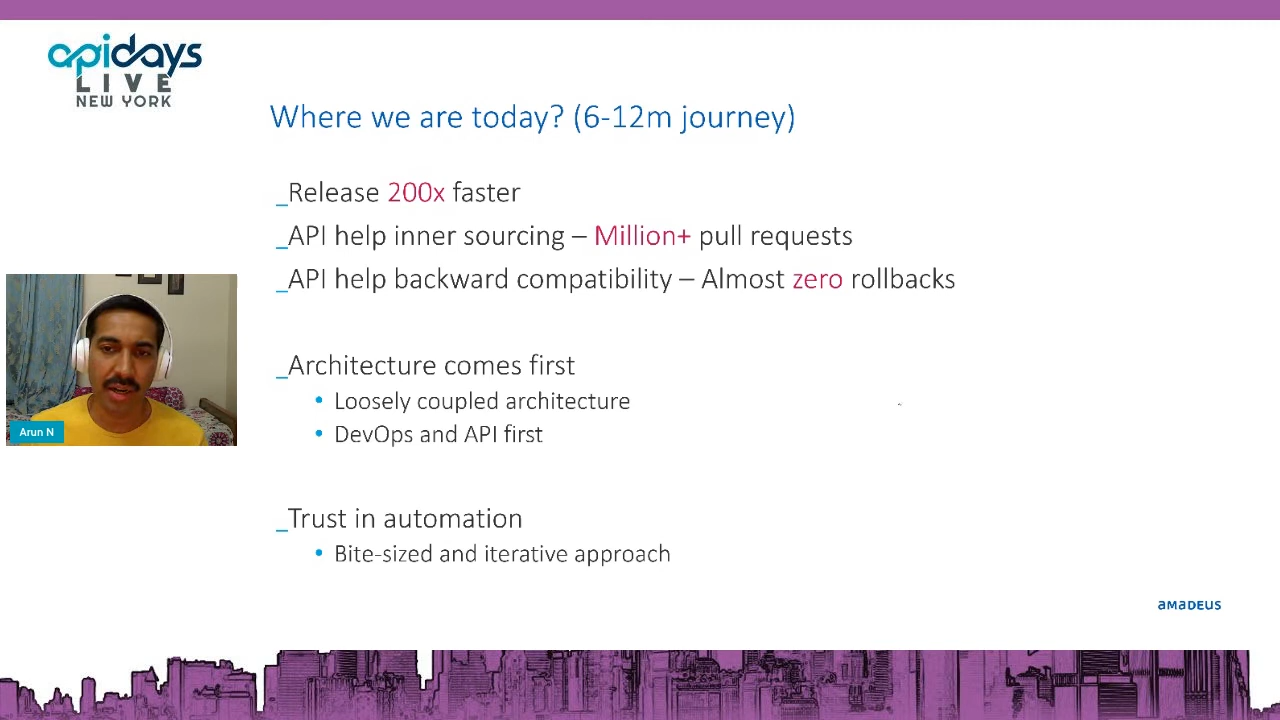 apidays
LIVE
NEW YORK
Where we are today? (6-12m journey)
_Release 200x faster
_API help inner sourcing – Million+ pull requests
_API help backward compatibility – Almost zero rollbacks
_Architecture comes first
• Loosely coupled architecture
• DevOps and API first
_Trust in automation
• Bite-sized and iterative approach
Arun N
amadeus